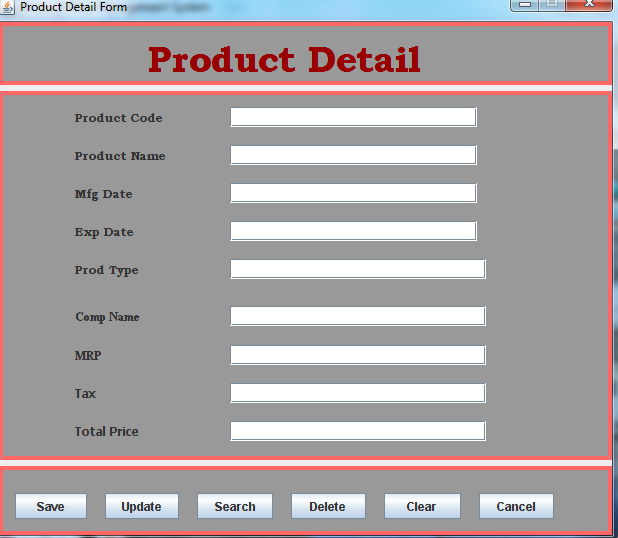 Product Detail Form
Product Detail
Product Code
Product Name
Mfg Date
Exp Date
Prod Type
Comp Name
MRP
Tax
Total Price
Save Update Search Delete Clear Cancel